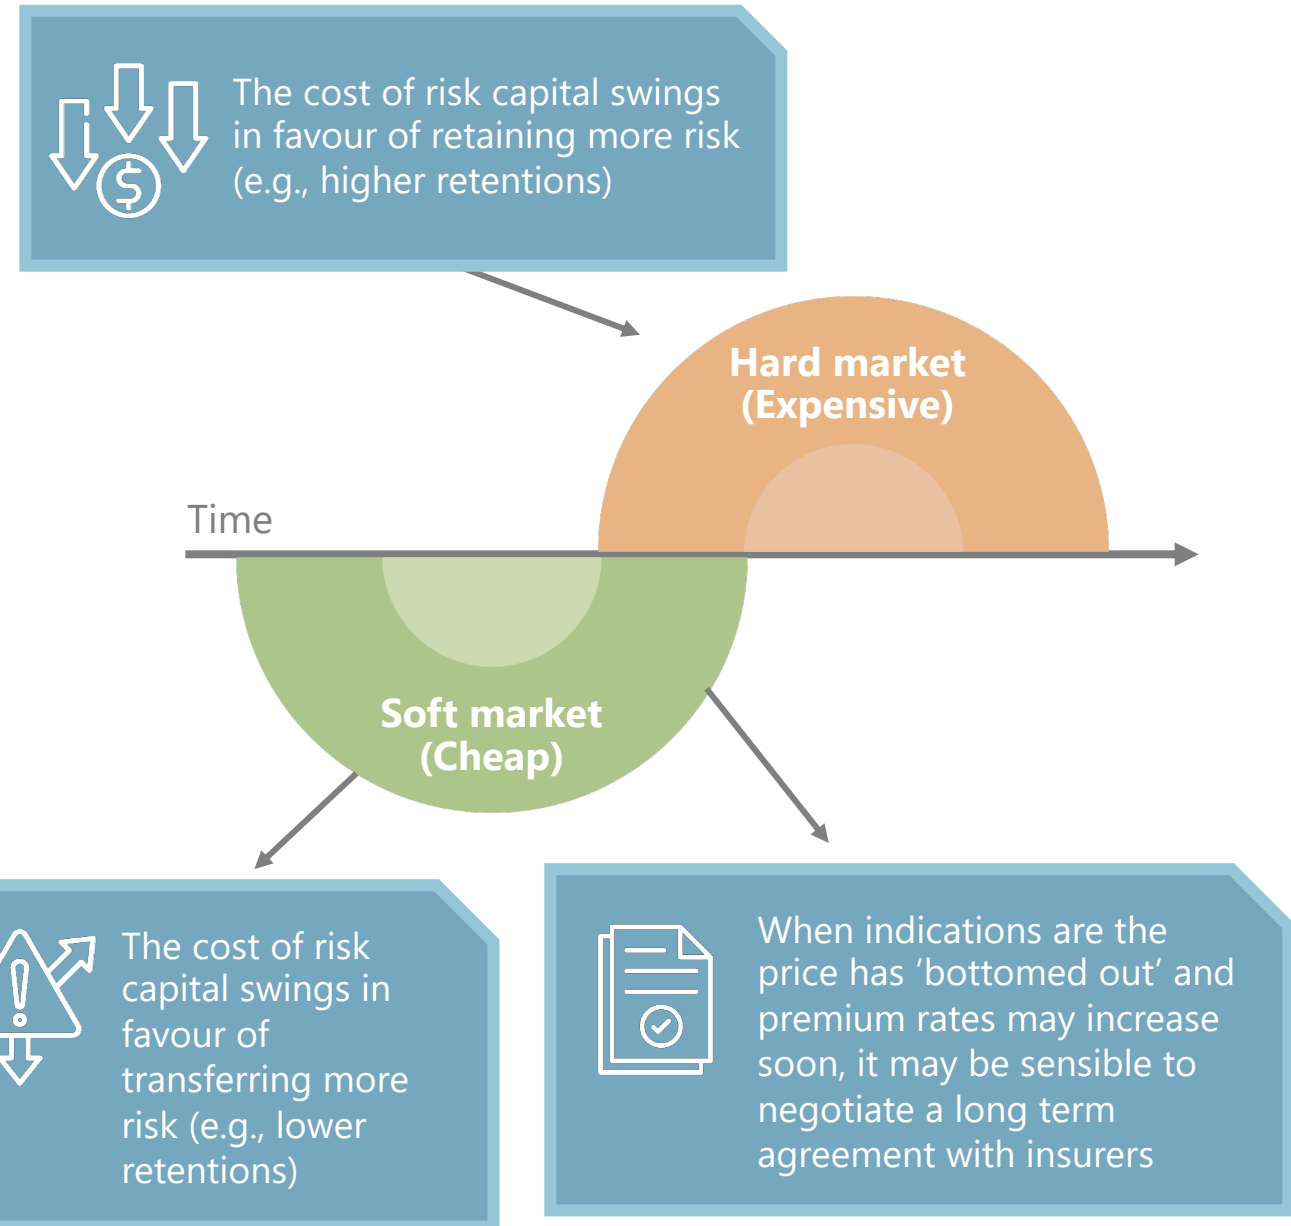 The cost of risk capital swings
in favour of retaining more risk
(e.g., higher retentions)
$
Hard market
(Expensive)
Time
Soft market
(Cheap)
The cost of risk
capital swings in
favour of
transferring more
risk (e.g., lower
retentions)
When indications are the
price has ‘bottomed out’ and
premium rates may increase
soon, it may be sensible to
negotiate a long term
agreement with insurers